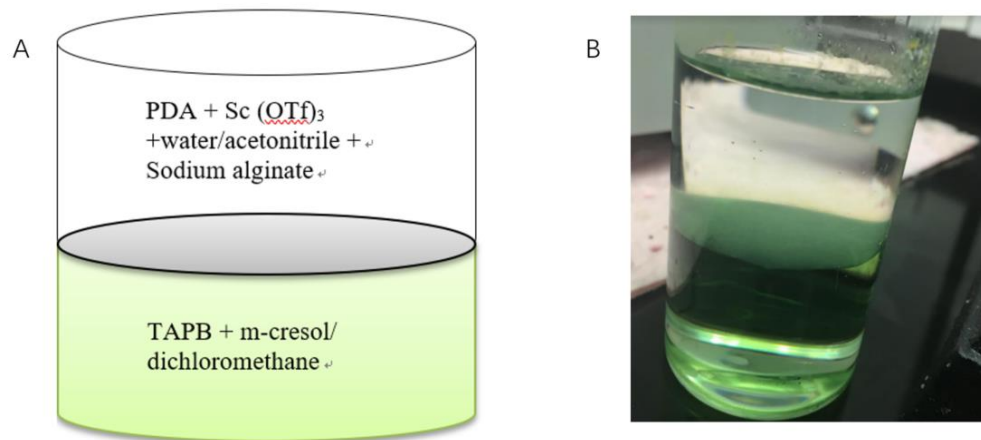 A
B
PDA + Sc (OTf)₃
+water/acetonitrile +
Sodium alginate
TAPB + m-cresol/
dichloromethane